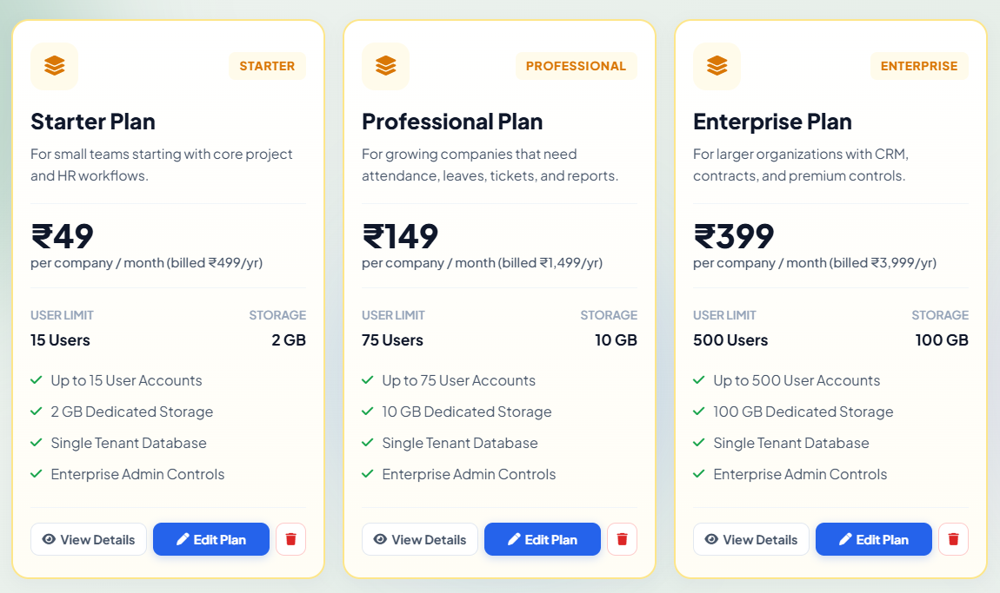 STARTER
Starter Plan
For small teams starting with core project
and HR workflows.
₹49
per company / month (billed ₹499/yr)
USER LIMIT STORAGE
15 Users 2 GB
Up to 15 User Accounts
2 GB Dedicated Storage
Single Tenant Database
Enterprise Admin Controls
View Details Edit Plan
PROFESSIONAL
Professional Plan
For growing companies that need
attendance, leaves, tickets, and reports.
₹149
per company / month (billed ₹1,499/yr)
USER LIMIT STORAGE
75 Users 10 GB
Up to 75 User Accounts
10 GB Dedicated Storage
Single Tenant Database
Enterprise Admin Controls
View Details Edit Plan
ENTERPRISE
Enterprise Plan
For larger organizations with CRM,
contracts, and premium controls.
₹399
per company / month (billed ₹3,999/yr)
USER LIMIT STORAGE
500 Users 100 GB
Up to 500 User Accounts
100 GB Dedicated Storage
Single Tenant Database
Enterprise Admin Controls
View Details Edit Plan